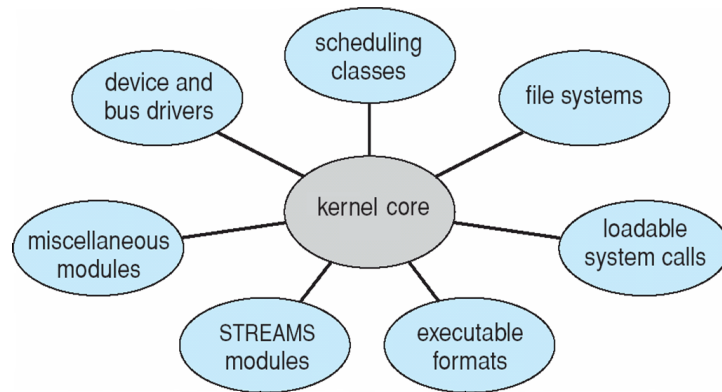 scheduling
classes
device and
bus drivers
file systems
kernel core
miscellaneous
modules
loadable
system calls
STREAMS
modules
executable
formats